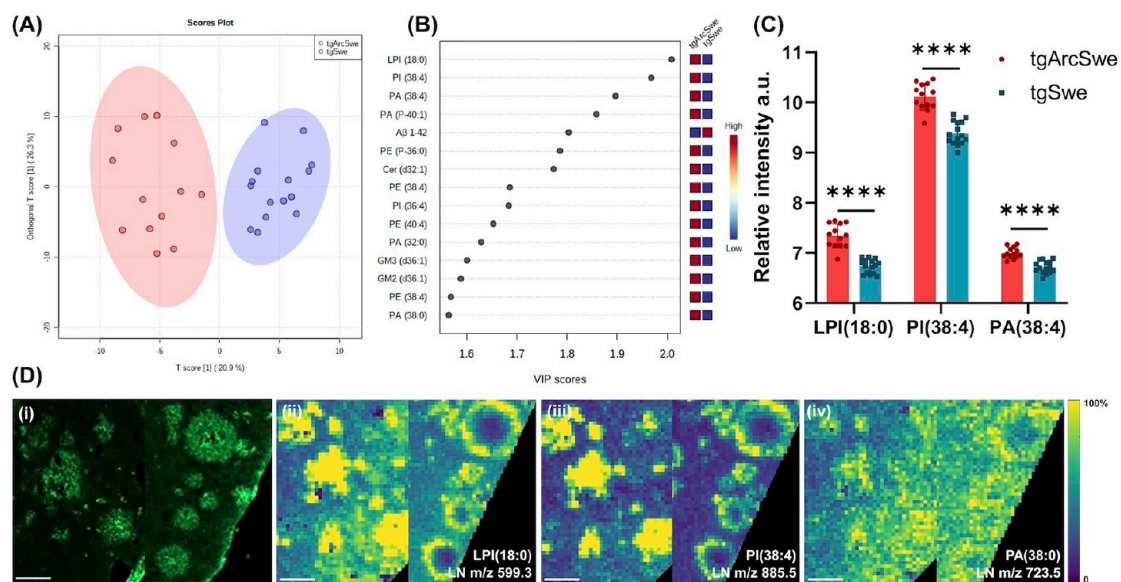 (A)
Scores Plot
tgArcSwe
tgSwe
Orthogonal T score [1] ( 26.3 %)
20
10
0
-10
-20
-10
-5
0
5
10
T score [1] ( 20.9 %)
(B)
tgArcSwe
tgSwe
LPI (18:0)
PI (38:4)
PA (38:4)
PA (P-40:1)
Aβ 1-42
PE (P-36:0)
Cer (d32:1)
PE (38:4)
PI (36:4)
PE (40:4)
PA (32:0)
GM3 (d36:1)
GM2 (d36:1)
PE (38:4)
PA (38:0)
1.6
1.7
1.8
1.9
2.0
VIP scores
High
Low
(C)
Relative intensity a.u.
11
10
9
8
7
6
****
****
****
tgArcSwe
tgSwe
LPI(18:0)
PI(38:4)
PA(38:4)
(D)
(i)
(ii)
LPI(18:0)
LN m/z 599.3
(iii)
PI(38:4)
LN m/z 885.5
(iv)
PA(38:0)
LN m/z 723.5
100%
0